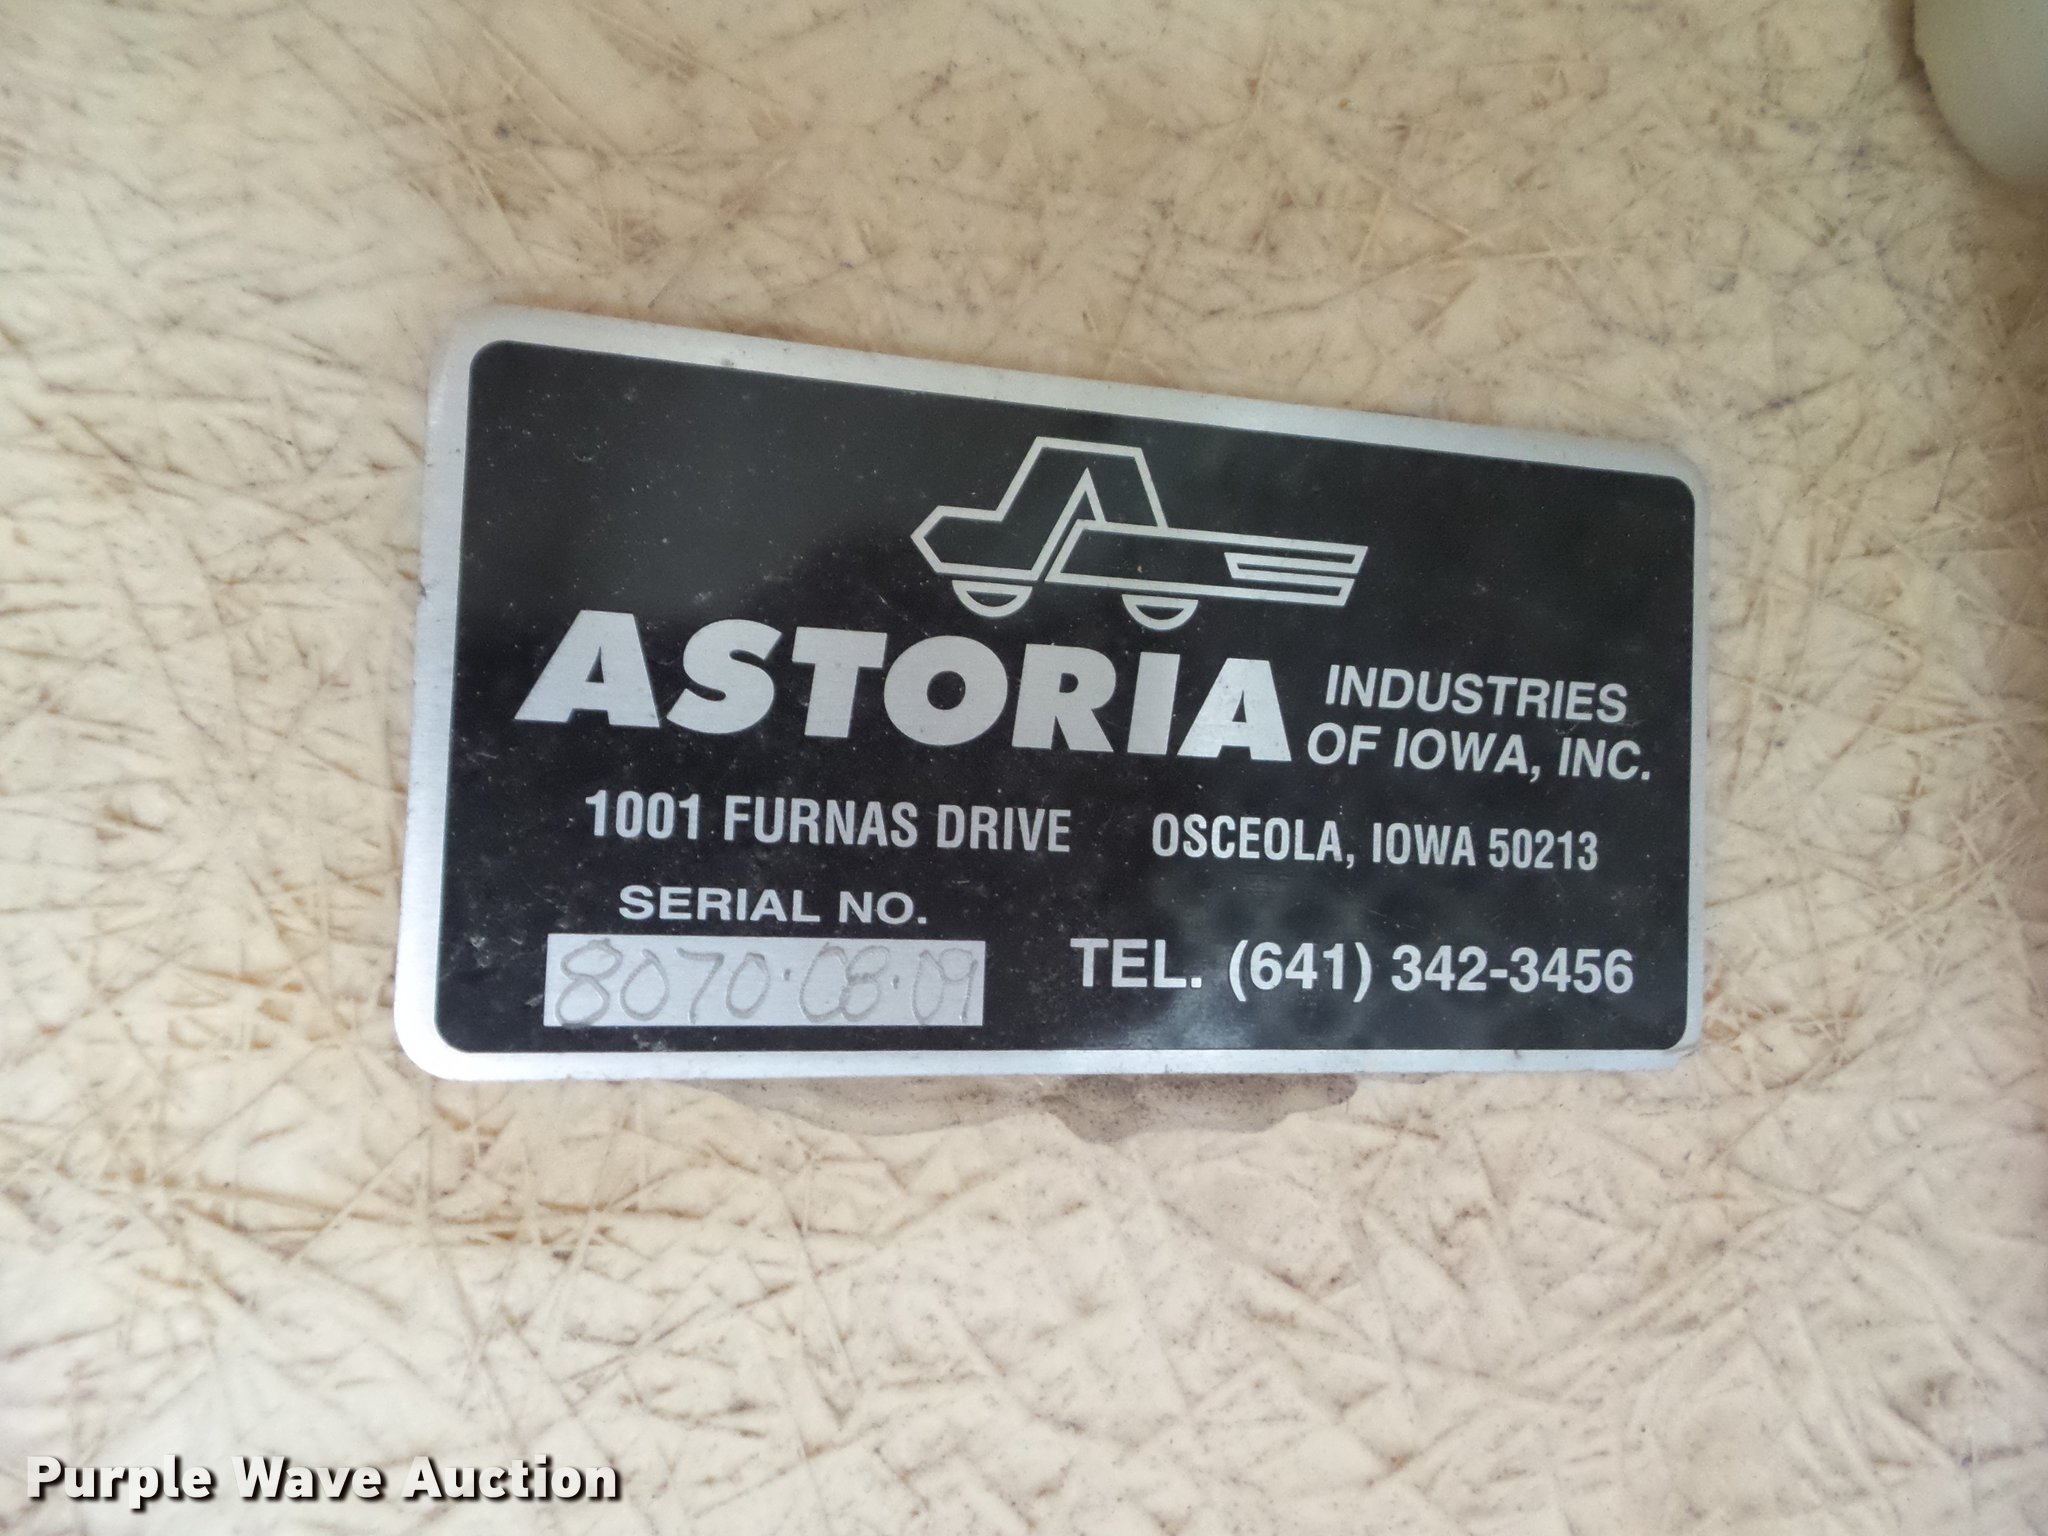 ASTORIA INDUSTRIES OF IOWA, INC.
1001 FURNAS DRIVE OSCEOLA, IOWA 50213
SERIAL NO.
8070·08·09
TEL. (641) 342-3456
Purple Wave Auction